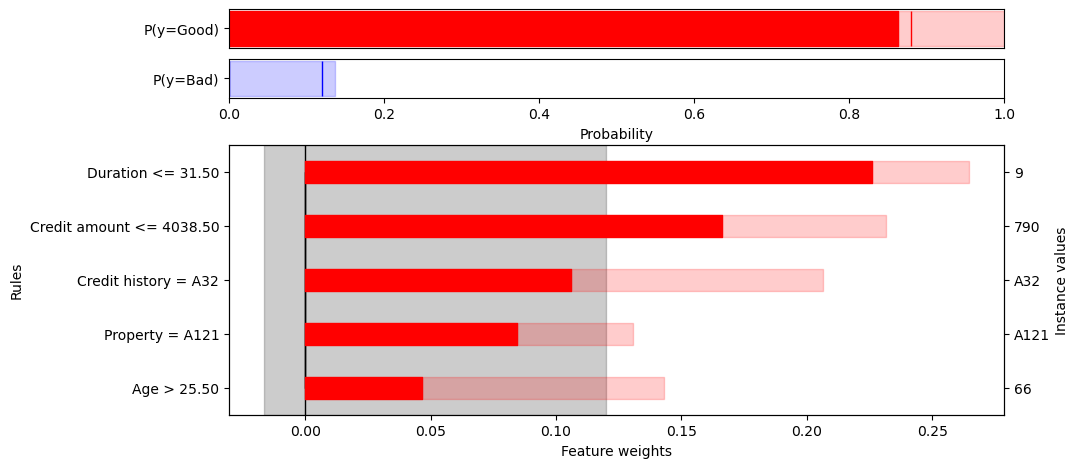 P(y=Good)
P(y=Bad)
0.0 0.2 0.4 0.6 0.8 1.0
Probability
Duration <= 31.50 9
Credit amount <= 4038.50 790
Credit history = A32 A32
Property = A121 A121
Age > 25.50 66
Rules
Instance values
0.00 0.05 0.10 0.15 0.20 0.25
Feature weights